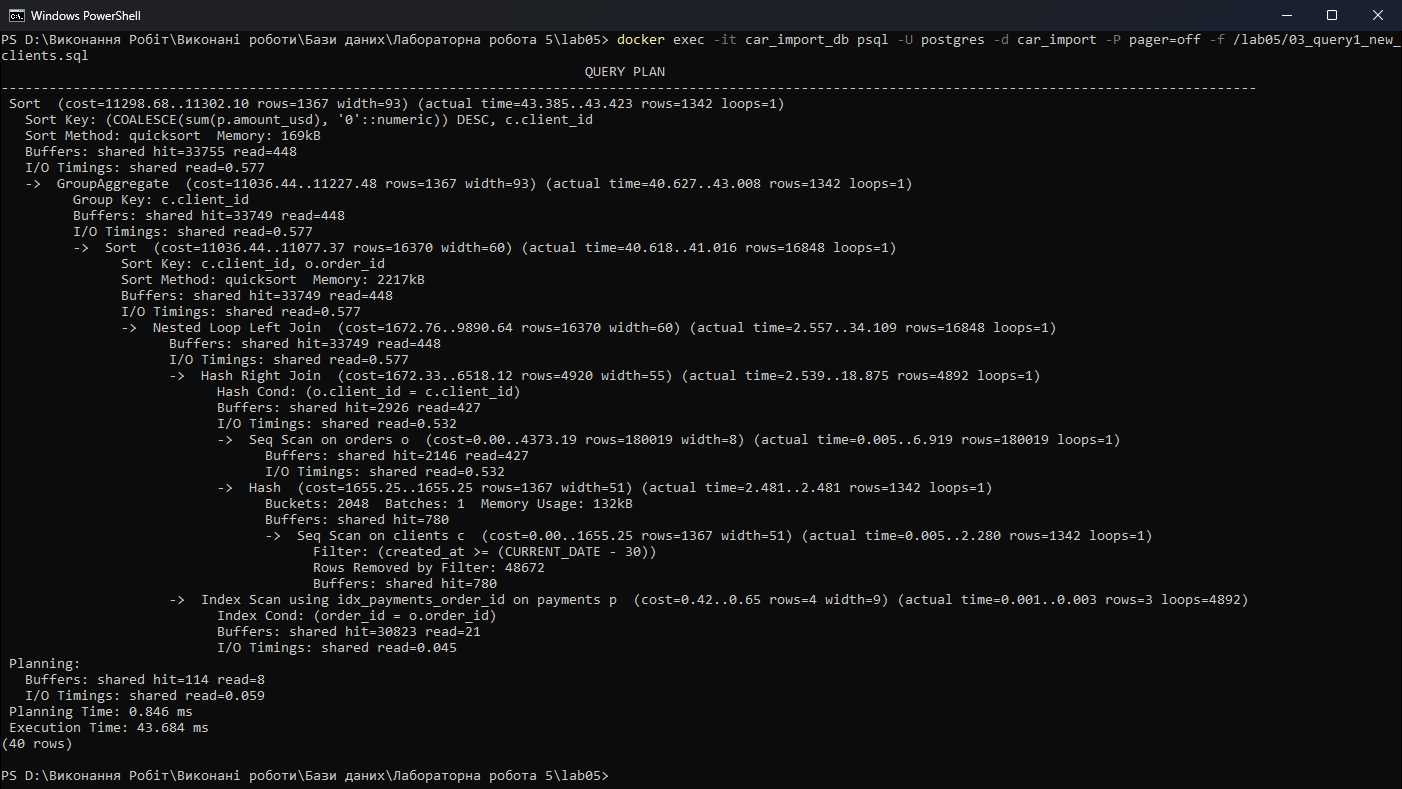 Windows PowerShell
PS D:\Виконання Робіт\Виконані роботи\Бази даних\Лабораторна робота 5\lab05> docker exec -it car_import_db psql -U postgres -d car_import -P pager=off -f /lab05/03_query1_new_
clients.sql
QUERY PLAN
-------------------------------------------------------------------------------------------------------------------------------------------------------------
Sort  (cost=11298.68..11302.10 rows=1367 width=93) (actual time=43.385..43.423 rows=1342 loops=1)
Sort Key: (COALESCE(sum(p.amount_usd), '0'::numeric)) DESC, c.client_id
Sort Method: quicksort  Memory: 169kB
Buffers: shared hit=33755 read=448
I/O Timings: shared read=0.577
->  GroupAggregate  (cost=11036.44..11227.48 rows=1367 width=93) (actual time=40.627..43.008 rows=1342 loops=1)
Group Key: c.client_id
Buffers: shared hit=33749 read=448
I/O Timings: shared read=0.577
->  Sort  (cost=11036.44..11077.37 rows=16370 width=60) (actual time=40.618..41.016 rows=16848 loops=1)
Sort Key: c.client_id, o.order_id
Sort Method: quicksort  Memory: 2217kB
Buffers: shared hit=33749 read=448
I/O Timings: shared read=0.577
->  Nested Loop Left Join  (cost=1672.76..9890.64 rows=16370 width=60) (actual time=2.557..34.109 rows=16848 loops=1)
Buffers: shared hit=33749 read=448
I/O Timings: shared read=0.577
->  Hash Right Join  (cost=1672.33..6518.12 rows=4920 width=55) (actual time=2.539..18.875 rows=4892 loops=1)
Hash Cond: (o.client_id = c.client_id)
Buffers: shared hit=2926 read=427
I/O Timings: shared read=0.532
->  Seq Scan on orders o  (cost=0.00..4373.19 rows=180019 width=8) (actual time=0.005..6.919 rows=180019 loops=1)
Buffers: shared hit=2146 read=427
I/O Timings: shared read=0.532
->  Hash  (cost=1655.25..1655.25 rows=1367 width=51) (actual time=2.481..2.481 rows=1342 loops=1)
Buckets: 2048  Batches: 1  Memory Usage: 132kB
Buffers: shared hit=780
->  Seq Scan on clients c  (cost=0.00..1655.25 rows=1367 width=51) (actual time=0.005..2.280 rows=1342 loops=1)
Filter: (created_at >= (CURRENT_DATE - 30))
Rows Removed by Filter: 48672
Buffers: shared hit=780
->  Index Scan using idx_payments_order_id on payments p  (cost=0.42..0.65 rows=4 width=9) (actual time=0.001..0.003 rows=3 loops=4892)
Index Cond: (order_id = o.order_id)
Buffers: shared hit=30823 read=21
I/O Timings: shared read=0.045
Planning:
Buffers: shared hit=114 read=8
I/O Timings: shared read=0.059
Planning Time: 0.846 ms
Execution Time: 43.684 ms
(40 rows)
PS D:\Виконання Робіт\Виконані роботи\Бази даних\Лабораторна робота 5\lab05>